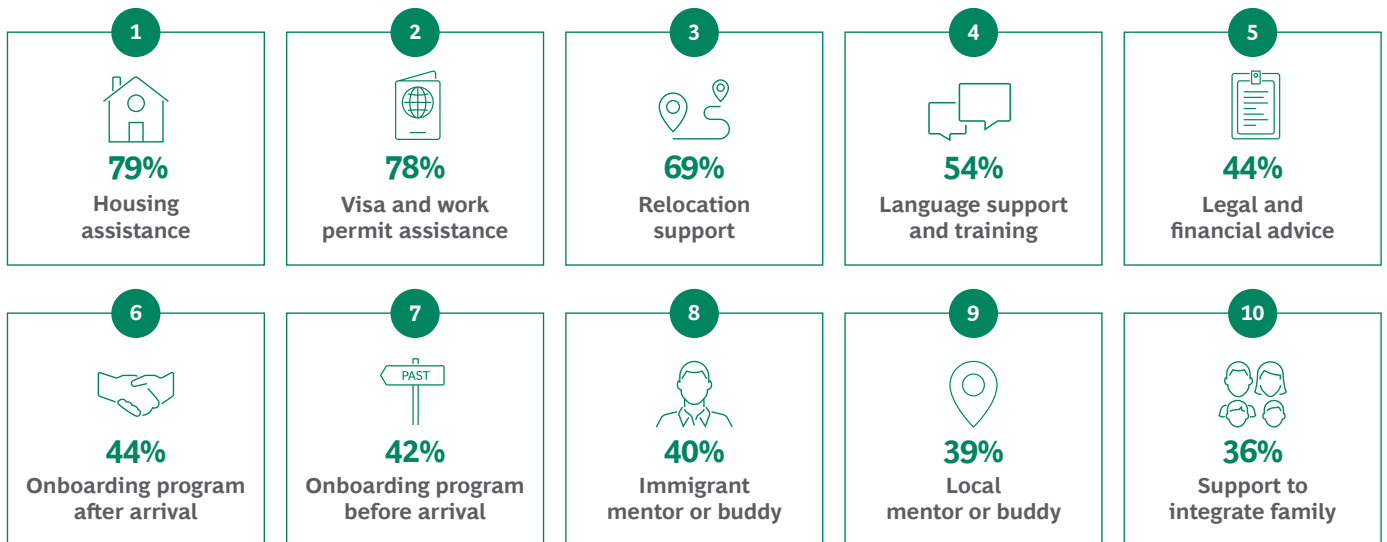 1
79%
Housing
assistance
2
78%
Visa and work
permit assistance
3
69%
Relocation
support
4
54%
Language support
and training
5
44%
Legal and
financial advice
6
44%
Onboarding program
after arrival
7
PAST
42%
Onboarding program
before arrival
8
40%
Immigrant
mentor or buddy
9
39%
Local
mentor or buddy
10
36%
Support to
integrate family